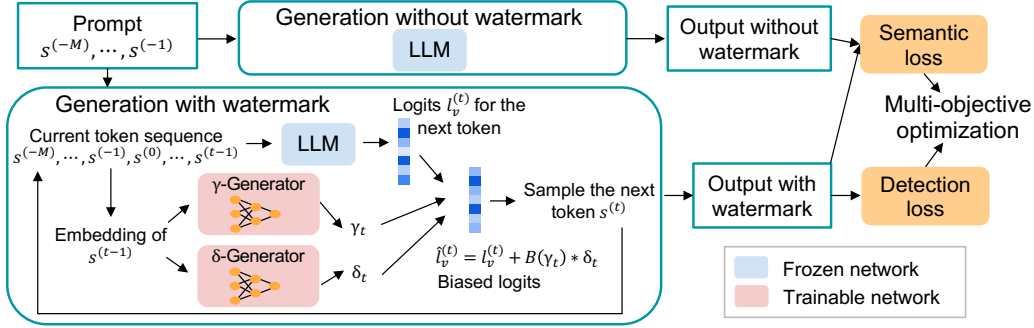 Prompt
s^(-M), ⋯, s^(-1)
Generation without watermark
LLM
Output without
watermark
Semantic
loss
Multi-objective
optimization
Generation with watermark
Current token sequence
s^(-M), ⋯, s^(-1), s^(0), ⋯, s^(t-1)
LLM
Logits l_v^(t) for the
next token
γ-Generator
γ_t
Embedding of
s^(t-1)
δ-Generator
δ_t
l̂_v^(t) = l_v^(t) + B(γ_t) * δ_t
Biased logits
Sample the next
token s^(t)
Output with
watermark
Detection
loss
Frozen network
Trainable network